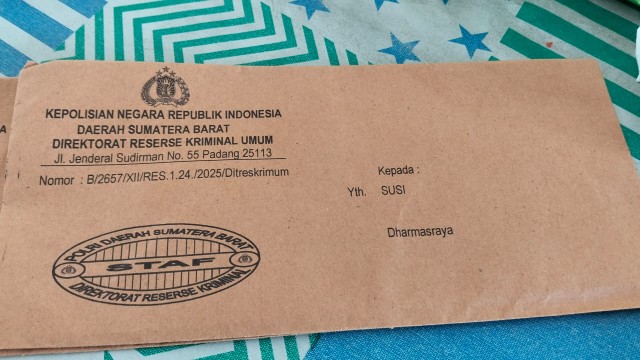 KEPOLISIAN NEGARA REPUBLIK INDONESIA
DAERAH SUMATERA BARAT
DIREKTORAT RESERSE KRIMINAL UMUM
Jl. Jenderal Sudirman No. 55 Padang 25113
Nomor : B/2657/XII/RES.1.24./2025/Ditreskrimum
Kepada :
Yth. SUSI
Dharmasraya
POLRI DAERAH SUMATERA BARAT
STAF
DIREKTORAT RESERSE KRIMINAL
A